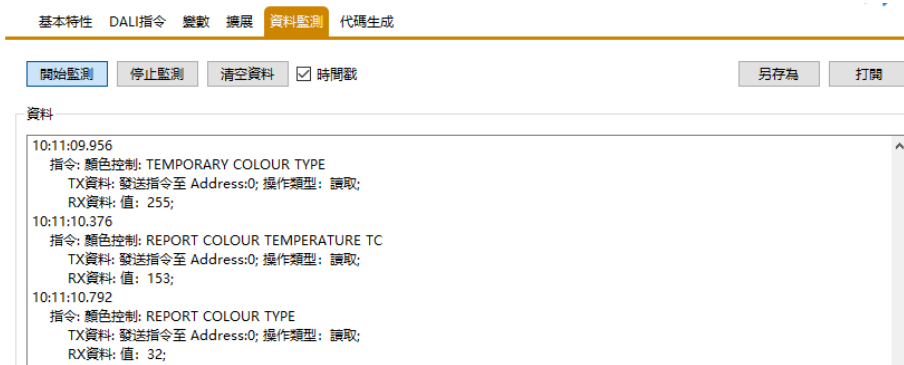 基本特性 DALI指令 變數 擴展 資料監測 代碼生成
開始監測 停止監測 清空資料 時間戳 另存為 打開
資料
10:11:09.956
指令: 顏色控制: TEMPORARY COLOUR TYPE
TX資料: 發送指令至 Address:0; 操作類型: 讀取;
RX資料: 值: 255;
10:11:10.376
指令: 顏色控制: REPORT COLOUR TEMPERATURE TC
TX資料: 發送指令至 Address:0; 操作類型: 讀取;
RX資料: 值: 153;
10:11:10.792
指令: 顏色控制: REPORT COLOUR TYPE
TX資料: 發送指令至 Address:0; 操作類型: 讀取;
RX資料: 值: 32;